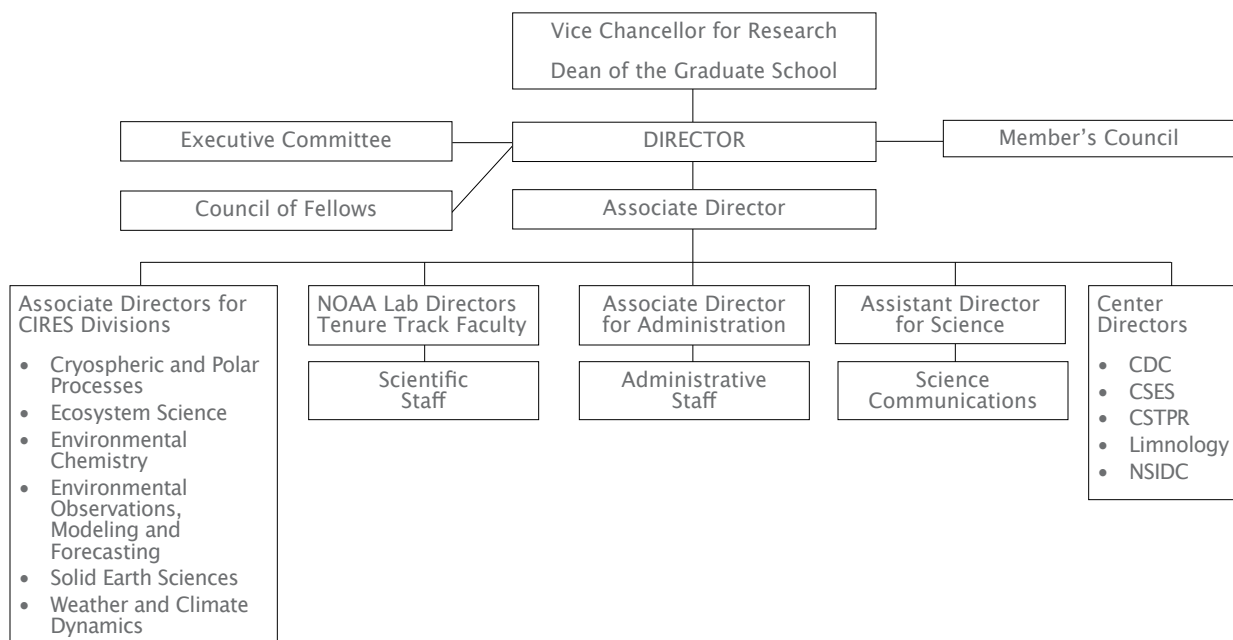 Vice Chancellor for Research
Dean of the Graduate School
Executive Committee
DIRECTOR
Member’s Council
Council of Fellows
Associate Director
Associate Directors for
CIRES Divisions
• Cryospheric and Polar
Processes
• Ecosystem Science
• Environmental
Chemistry
• Environmental
Observations,
Modeling and
Forecasting
• Solid Earth Sciences
• Weather and Climate
Dynamics
NOAA Lab Directors
Tenure Track Faculty
Scientific
Staff
Associate Director
for Administration
Administrative
Staff
Assistant Director
for Science
Science
Communications
Center
Directors
• CDC
• CSES
• CSTPR
• Limnology
• NSIDC